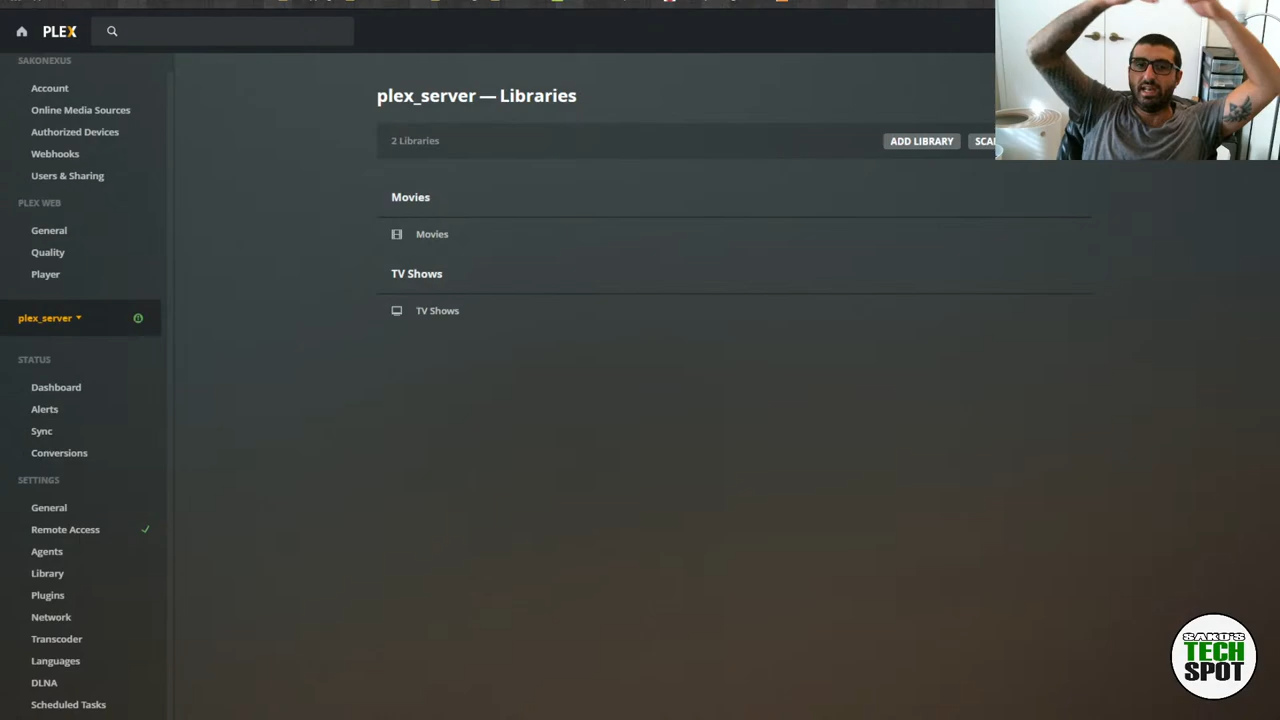 PLEX
SAKONEXUS
Account
Online Media Sources
Authorized Devices
Webhooks
Users & Sharing
PLEX WEB
General
Quality
Player
plex_server
STATUS
Dashboard
Alerts
Sync
Conversions
SETTINGS
General
Remote Access
Agents
Library
Plugins
Network
Transcoder
Languages
DLNA
Scheduled Tasks
plex_server — Libraries
2 Libraries
ADD LIBRARY
Movies
Movies
TV Shows
TV Shows
SAKO'S
TECH
SPOT